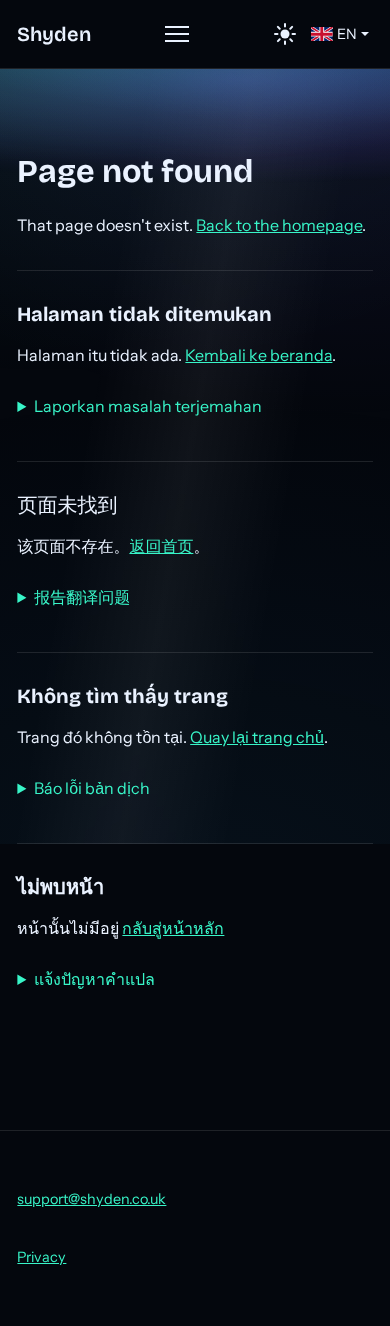 Shyden
EN
Page not found
That page doesn't exist. Back to the homepage.
Halaman tidak ditemukan
Halaman itu tidak ada. Kembali ke beranda.
Laporkan masalah terjemahan
页面未找到
该页面不存在。返回首页。
报告翻译问题
Không tìm thấy trang
Trang đó không tồn tại. Quay lại trang chủ.
Báo lỗi bản dịch
ไม่พบหน้า
หน้านั้นไม่มีอยู่ กลับสู่หน้าหลัก
แจ้งปัญหาคำแปล
support@shyden.co.uk
Privacy